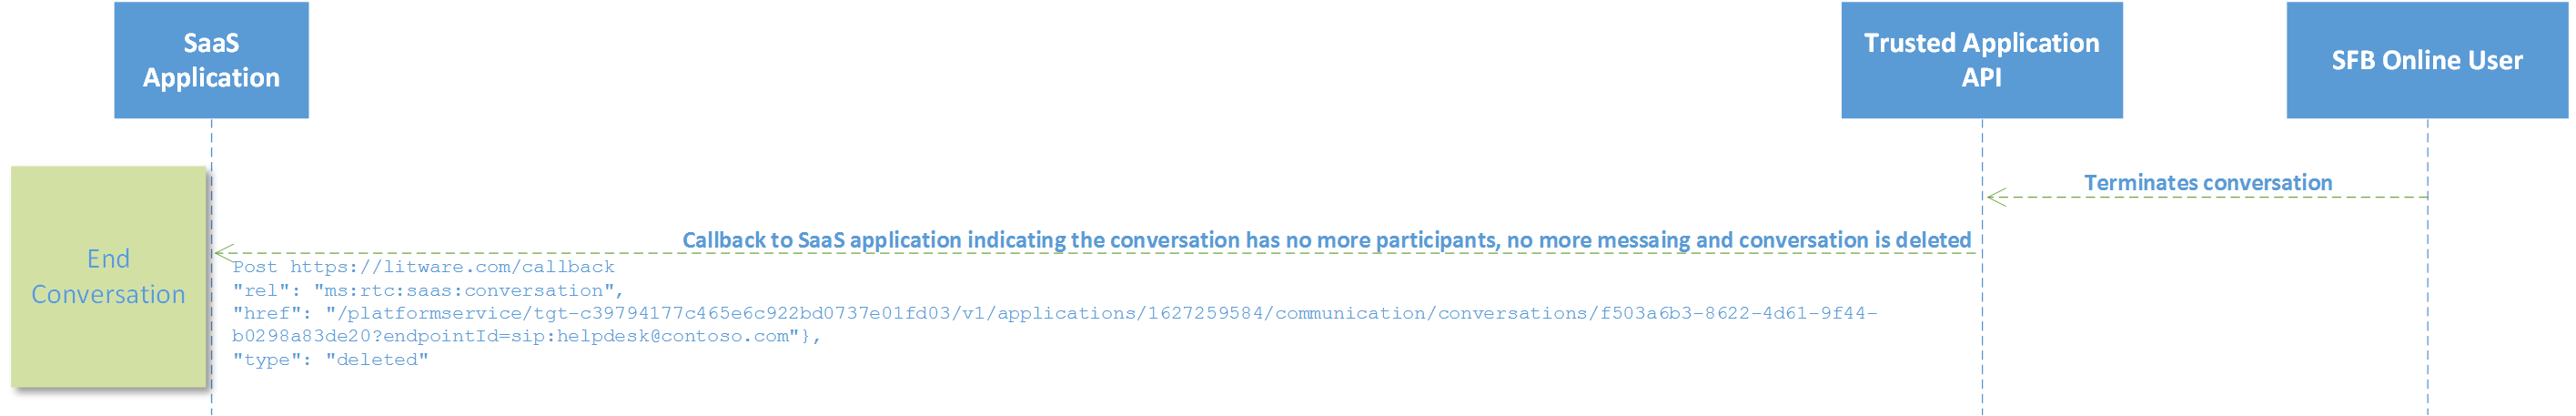 SaaS
Application
Trusted Application
API
SFB Online User
Terminates conversation
Callback to SaaS application indicating the conversation has no more participants, no more messaing and conversation is deleted
End
Conversation
Post https://litware.com/callback
"rel": "ms:rtc:saas:conversation",
"href": "/platformservice/tgt-c39794177c465e6c922bd0737e01fd03/v1/applications/1627259584/communication/conversations/f503a6b3-8622-4d61-9f44-
b0298a83de20?endpointId=sip:helpdesk@contoso.com"},
"type": "deleted"